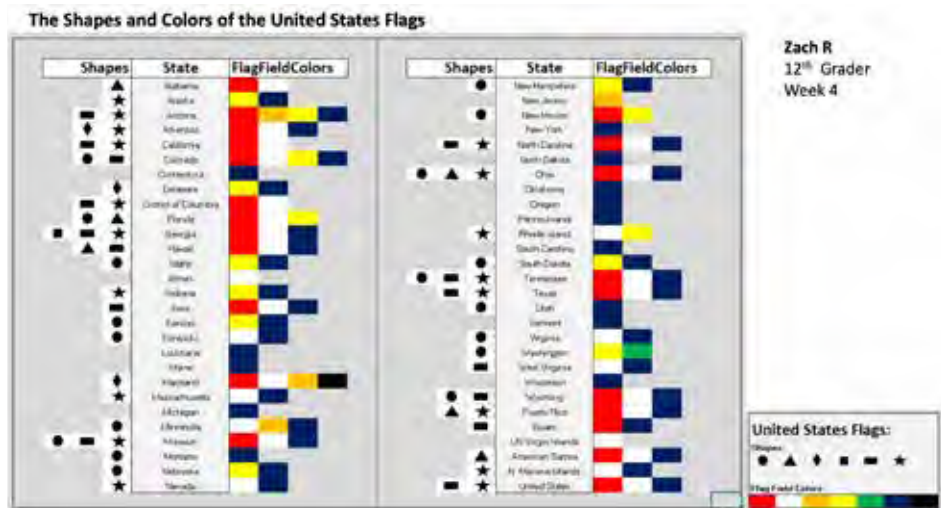 The Shapes and Colors of the United States Flags
Zach R
12th Grader
Week 4
Shapes State FlagFieldColors
Alabama
Alaska
Arizona
Arkansas
California
Colorado
Connecticut
Delaware
District of Columbia
Florida
Georgia
Hawaii
Idaho
Illinois
Indiana
Iowa
Kansas
Kentucky
Louisiana
Maine
Maryland
Massachusetts
Michigan
Minnesota
Missouri
Montana
Nebraska
Nevada
Shapes State FlagFieldColors
New Hampshire
New Jersey
New Mexico
New York
North Carolina
North Dakota
Ohio
Oklahoma
Oregon
Pennsylvania
Rhode Island
South Carolina
South Dakota
Tennessee
Texas
Utah
Vermont
Virginia
Washington
West Virginia
Wisconsin
Wyoming
Puerto Rico
Guam
US Virgin Islands
American Samoa
N. Mariana Islands
United States
United States Flags:
Shapes
Flag Field Colors